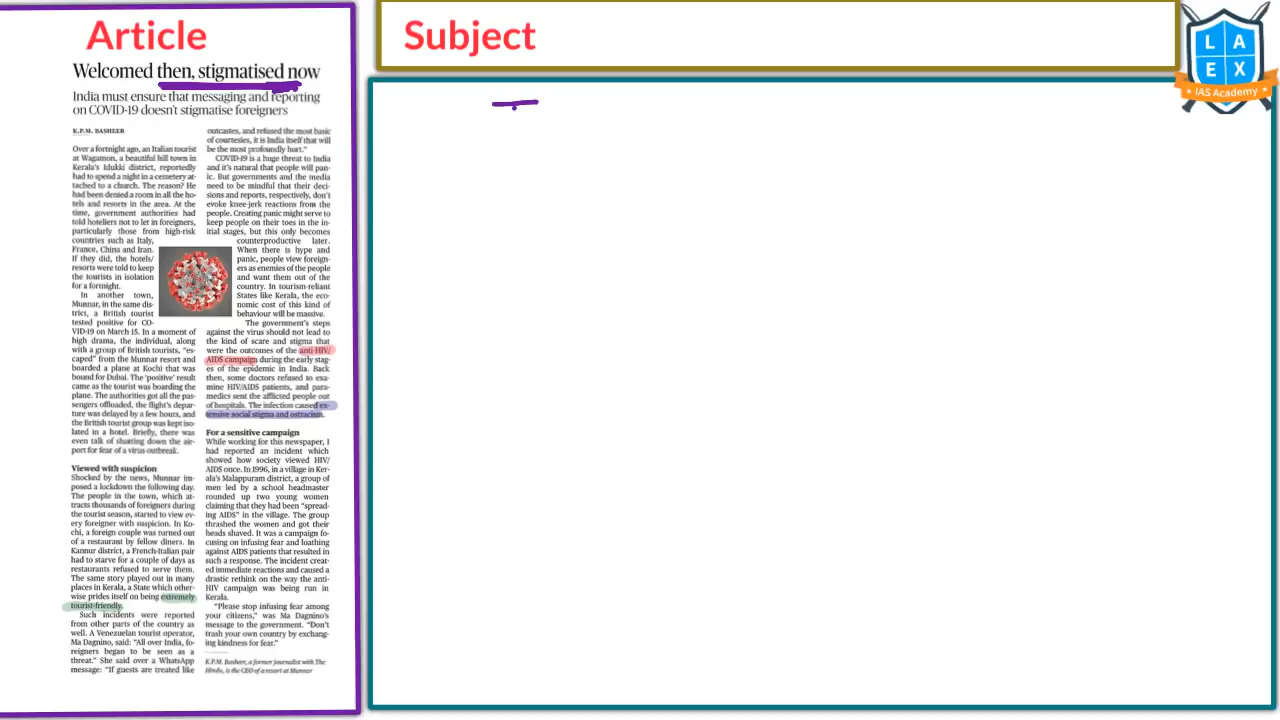 Article
Subject
L A
E X
IAS Academy
Welcomed then, stigmatised now
India must ensure that messaging and reporting
on COVID-19 doesn't stigmatise foreigners
K.P.M. BASHEER
Over a fortnight ago, an Italian tourist
at Wagamon, a beautiful hill town in
Kerala's Idukki district, reportedly
had to spend a night in a cemetery at-
tached to a church. The reason? He
had been denied a room in all the ho-
tels and resorts in the area. At the
time, government authorities had
told hoteliers not to let in foreigners,
particularly those from high-risk
countries such as Italy,
France, China and Iran.
If they did, the hotels/
resorts were told to keep
the tourists in isolation
for a fortnight.
In another town,
Munnar, in the same dis-
trict, a British tourist
tested positive for CO-
VID-19 on March 15. In a moment of
high drama, the individual, along
with a group of British tourists, "es-
caped" from the Munnar resort and
boarded a plane at Kochi that was
bound for Dubai. The 'positive' result
came as the tourist was boarding the
plane. The authorities got all the pas-
sengers offloaded, the flight's depar-
ture was delayed by a few hours, and
the British tourist group was kept iso-
lated in a hotel. Briefly, there was
even talk of shutting down the air-
port for fear of a virus outbreak.
Viewed with suspicion
Shocked by the news, Munnar im-
posed a lockdown the following day.
The people in the town, which at-
tracts thousands of foreigners during
the tourist season, started to view ev-
ery foreigner with suspicion. In Ko-
chi, a foreign couple was turned out
of a restaurant by fellow diners. In
Kannur district, a French-Italian pair
had to starve for a couple of days as
restaurants refused to serve them.
The same story played out in many
places in Kerala, a State which other-
wise prides itself on being extremely
tourist-friendly.
Such incidents were reported
from other parts of the country as
well. A Venezuelan tourist operator,
Ma Dagnino, said: "All over India, fo-
reigners began to be seen as a
threat." She said over a WhatsApp
message: "If guests are treated like
outcastes, and refused the most basic
of courtesies, it is India itself that will
be the most profoundly hurt."
COVID-19 is a huge threat to India
and it's natural that people will pan-
ic. But governments and the media
need to be mindful that their deci-
sions and reports, respectively, don't
evoke knee-jerk reactions from the
people. Creating panic might serve to
keep people on their toes in the in-
itial stages, but this only becomes
counterproductive later.
When there is hype and
panic, people view foreign-
ers as enemies of the people
and want them out of the
country. In tourism-reliant
States like Kerala, the eco-
nomic cost of this kind of
behaviour will be massive.
The government's steps
against the virus should not lead to
the kind of scare and stigma that
were the outcomes of the anti-HIV/
AIDS campaign during the early stag-
es of the epidemic in India. Back
then, some doctors refused to exa-
mine HIV/AIDS patients, and para-
medics sent the afflicted people out
of hospitals. The infection caused ex-
tensive social stigma and ostracism.
For a sensitive campaign
While working for this newspaper, I
had reported an incident which
showed how society viewed HIV/
AIDS once. In 1996, in a village in Ker-
ala's Malappuram district, a group of
men led by a school headmaster
rounded up two young women
claiming that they had been "spread-
ing AIDS" in the village. The group
thrashed the women and got their
heads shaved. It was a campaign fo-
cusing on infusing fear and loathing
against AIDS patients that resulted in
such a response. The incident creat-
ed immediate reactions and caused a
drastic rethink on the way the anti-
HIV campaign was being run in
Kerala.
"Please stop infusing fear among
your citizens," was Ma Dagnino's
message to the government. "Don't
trash your own country by exchang-
ing kindness for fear."
K.P.M. Basheer, a former journalist with The
Hindu, is the CEO of a resort at Munnar